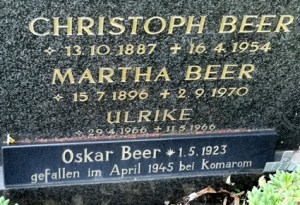 CHRISTOPH BEER
* 13.10.1887 + 16.4.1954
MARTHA BEER
* 15.7.1896 + 2.9.1970
ULRIKE
* 29.4.1966 + 11.5.1966
Oskar Beer * 1.5.1923
gefallen im April 1945 bei Komarom